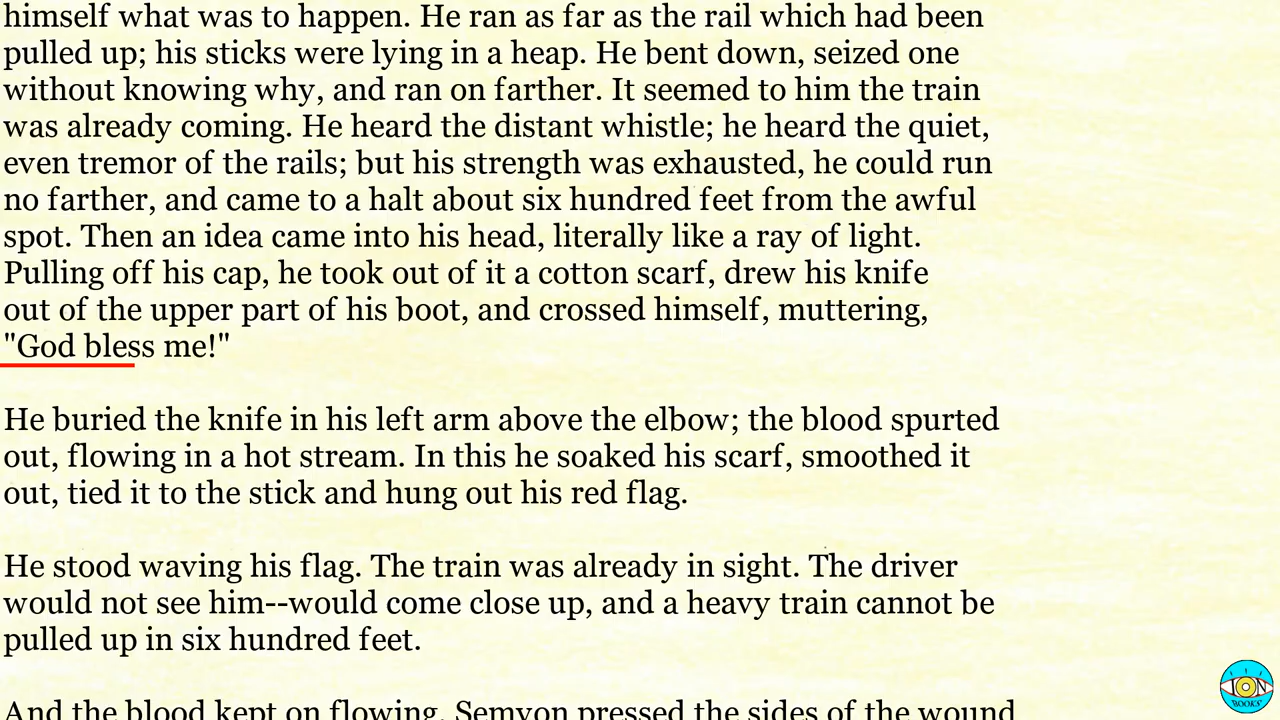 himself what was to happen. He ran as far as the rail which had been
pulled up; his sticks were lying in a heap. He bent down, seized one
without knowing why, and ran on farther. It seemed to him the train
was already coming. He heard the distant whistle; he heard the quiet,
even tremor of the rails; but his strength was exhausted, he could run
no farther, and came to a halt about six hundred feet from the awful
spot. Then an idea came into his head, literally like a ray of light.
Pulling off his cap, he took out of it a cotton scarf, drew his knife
out of the upper part of his boot, and crossed himself, muttering,
"God bless me!"
He buried the knife in his left arm above the elbow; the blood spurted
out, flowing in a hot stream. In this he soaked his scarf, smoothed it
out, tied it to the stick and hung out his red flag.
He stood waving his flag. The train was already in sight. The driver
would not see him--would come close up, and a heavy train cannot be
pulled up in six hundred feet.
And the blood kept on flowing. Semyon pressed the sides of the wound
ION
BOOKS